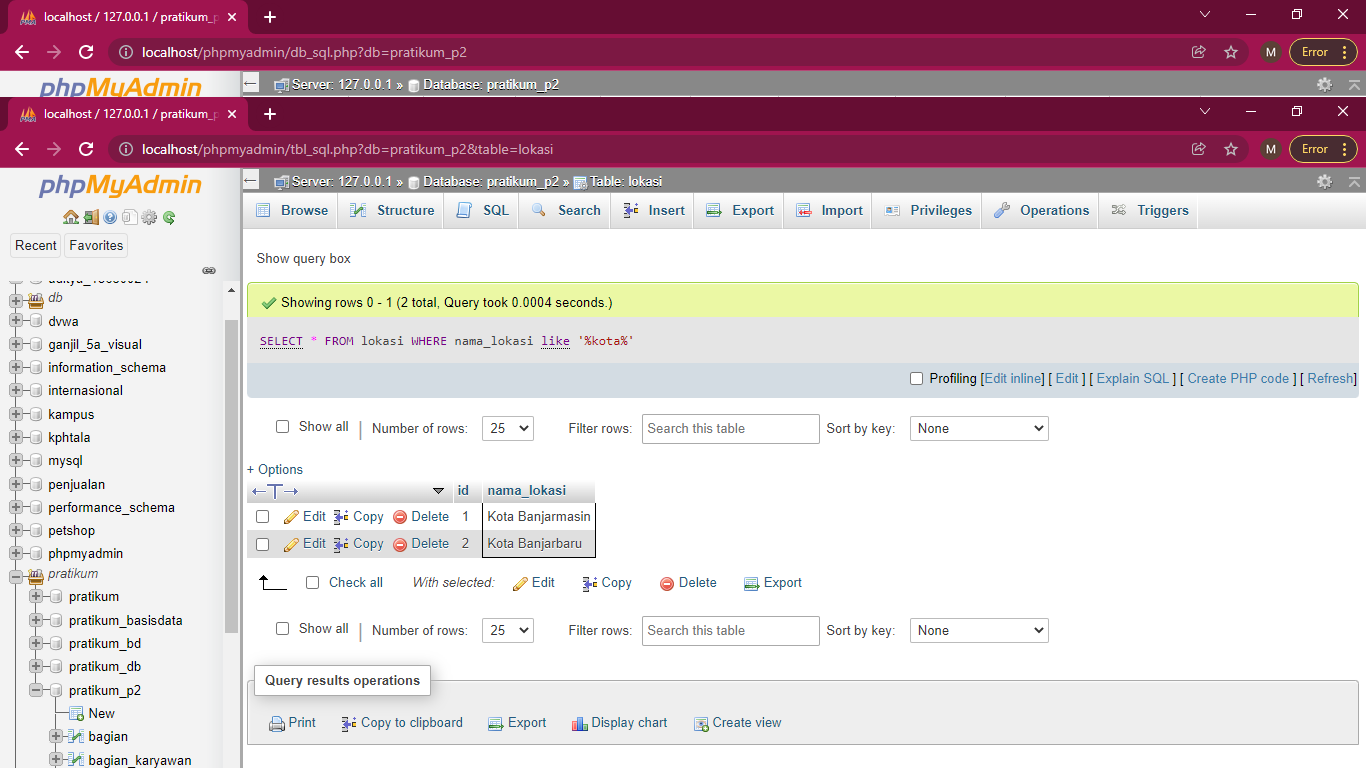 localhost / 127.0.0.1 / pratikum_p
localhost/phpmyadmin/db_sql.php?db=pratikum_p2
M
Error
phpMyAdmin
Server: 127.0.0.1 » Database: pratikum_p2
localhost / 127.0.0.1 / pratikum_p
localhost/phpmyadmin/tbl_sql.php?db=pratikum_p2&table=lokasi
M
Error
phpMyAdmin
Recent Favorites
db
dvwa
ganjil_5a_visual
information_schema
internasional
kampus
kphtala
mysql
penjualan
performance_schema
petshop
phpmyadmin
pratikum
pratikum
pratikum_basisdata
pratikum_bd
pratikum_db
pratikum_p2
New
bagian
bagian_karyawan
Server: 127.0.0.1 » Database: pratikum_p2 » Table: lokasi
Browse Structure SQL Search Insert Export Import Privileges Operations Triggers
Show query box
Showing rows 0 - 1 (2 total, Query took 0.0004 seconds.)
SELECT * FROM lokasi WHERE nama_lokasi like '%kota%'
Profiling [Edit inline] [ Edit ] [ Explain SQL ] [ Create PHP code ] [ Refresh]
Show all | Number of rows: 25 Filter rows: Search this table Sort by key: None
+ Options
←T→ id nama_lokasi
Edit Copy Delete 1 Kota Banjarmasin
Edit Copy Delete 2 Kota Banjarbaru
Check all With selected: Edit Copy Delete Export
Show all | Number of rows: 25 Filter rows: Search this table Sort by key: None
Query results operations
Print Copy to clipboard Export Display chart Create view